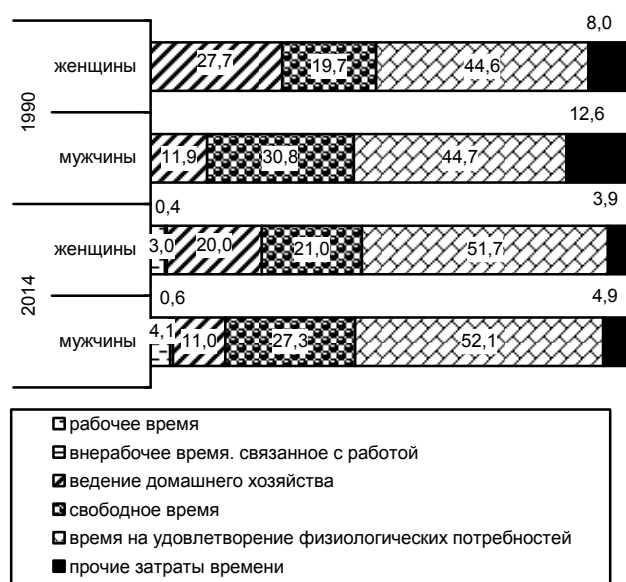 8,0
женщины 27,7 19,7 44,6
1990
12,6
мужчины 11,9 30,8 44,7
0,4 3,9
женщины 3,0 20,0 21,0 51,7
2014
0,6 4,9
мужчины 4,1 11,0 27,3 52,1
рабочее время
внерабочее время. связанное с работой
ведение домашнего хозяйства
свободное время
время на удовлетворение физиологических потребностей
прочие затраты времени